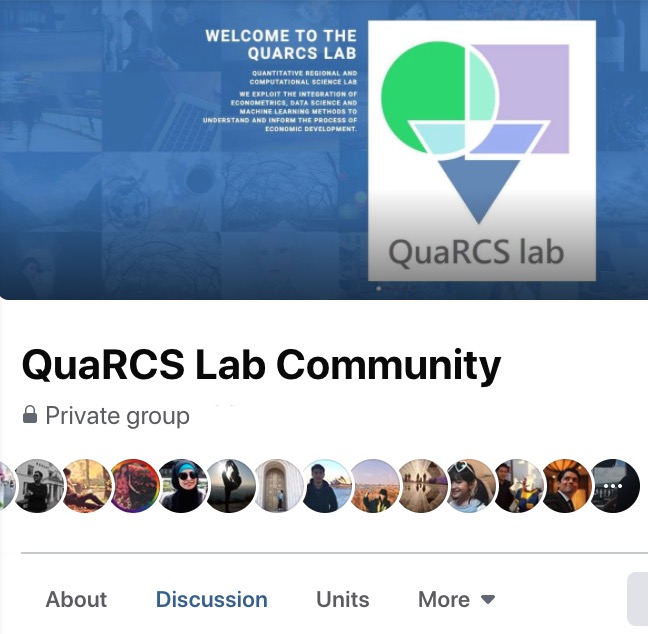 WELCOME TO THE
QUARCS LAB
QUANTITATIVE REGIONAL AND
COMPUTATIONAL SCIENCE LAB
WE EXPLOIT THE INTEGRATION OF
ECONOMETRICS, DATA SCIENCE AND
MACHINE LEARNING METHODS TO
UNDERSTAND AND INFORM THE PROCESS OF
ECONOMIC DEVELOPMENT.
QuaRCS lab
QuaRCS Lab Community
Private group
About
Discussion
Units
More